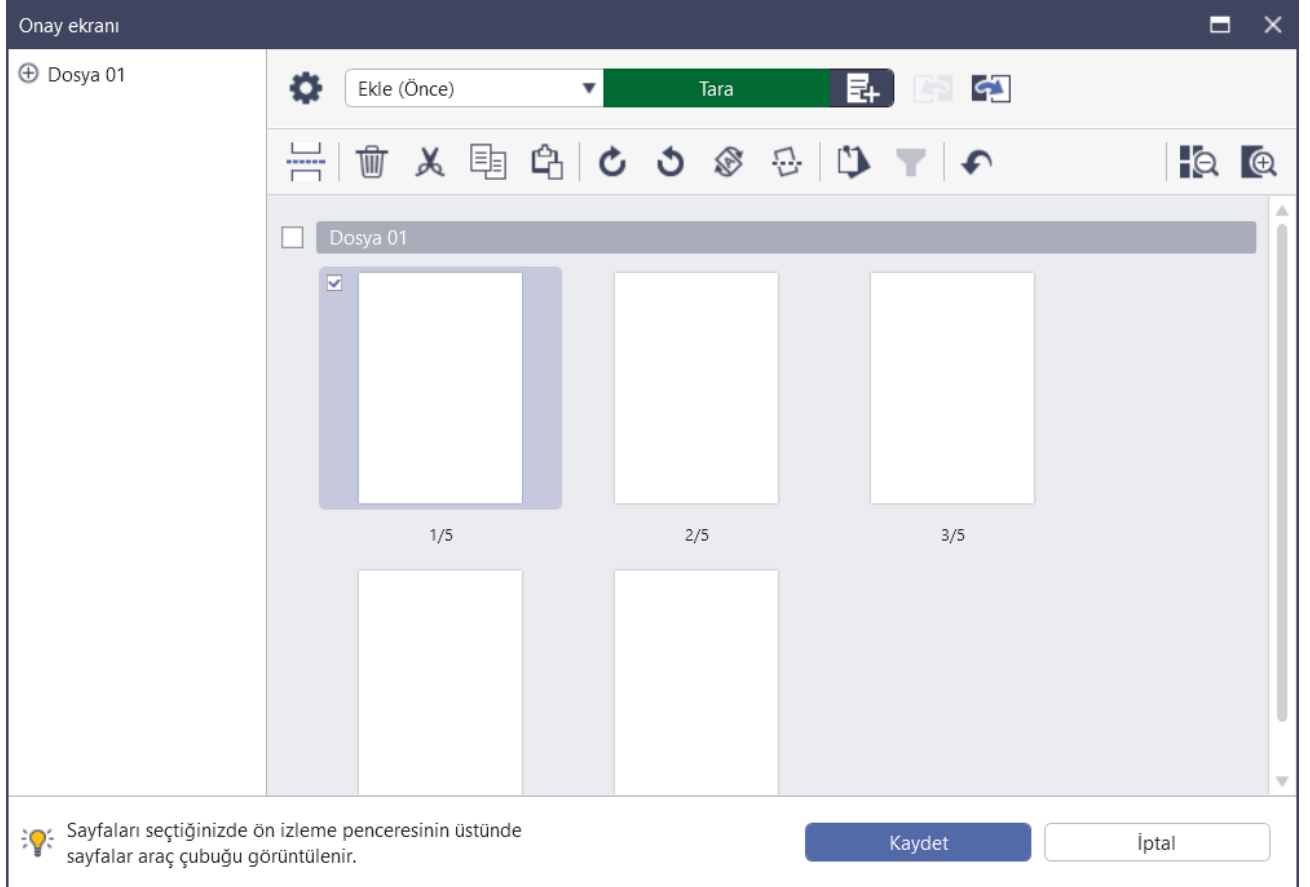 Onay ekranı
Dosya 01
Ekle (Önce)
Tara
Dosya 01
1/5
2/5
3/5
Sayfaları seçtiğinizde ön izleme penceresinin üstünde
sayfalar araç çubuğu görüntülenir.
Kaydet
İptal